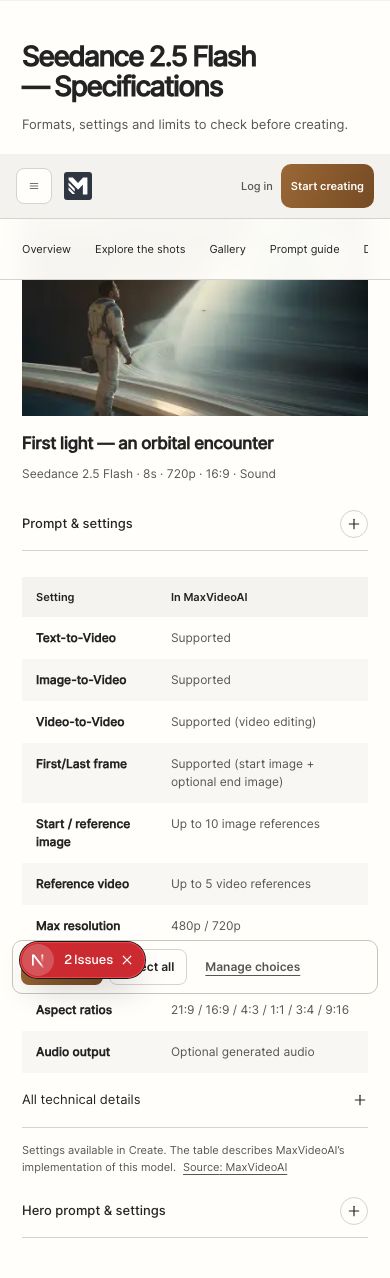 Seedance 2.5 Flash
— Specifications
Formats, settings and limits to check before creating.
Log in
Start creating
Overview
Explore the shots
Gallery
Prompt guide
First light — an orbital encounter
Seedance 2.5 Flash · 8s · 720p · 16:9 · Sound
Prompt & settings
Setting
In MaxVideoAI
Text-to-Video
Supported
Image-to-Video
Supported
Video-to-Video
Supported (video editing)
First/Last frame
Supported (start image +
optional end image)
Start / reference
image
Up to 10 image references
Reference video
Up to 5 video references
Max resolution
480p / 720p
2 Issues
all
Manage choices
Aspect ratios
21:9 / 16:9 / 4:3 / 1:1 / 3:4 / 9:16
Audio output
Optional generated audio
All technical details
Settings available in Create. The table describes MaxVideoAI's
implementation of this model. Source: MaxVideoAI
Hero prompt & settings